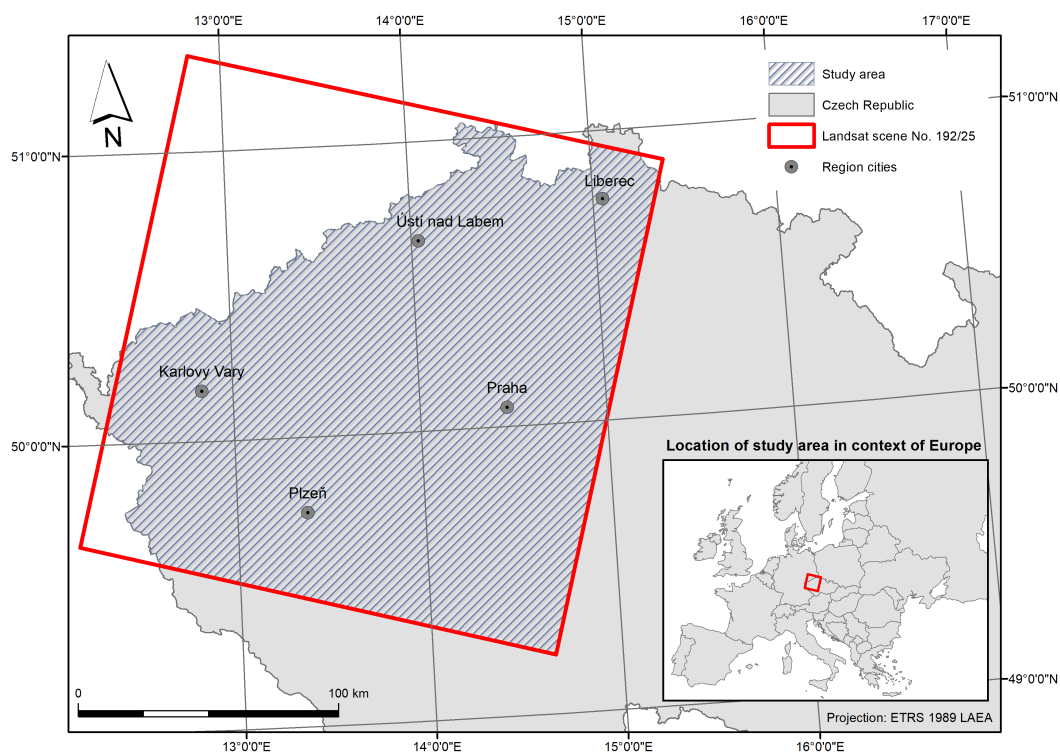 13°0'0"E
14°0'0"E
15°0'0"E
16°0'0"E
17°0'0"E
N
Study area
Czech Republic
Landsat scene No. 192/25
Region cities
51°0'0"N
51°0'0"N
Liberec
Ústí nad Labem
Karlovy Vary
Praha
50°0'0"N
50°0'0"N
Plzeň
Location of study area in context of Europe
49°0'0"N
0
100 km
Projection: ETRS 1989 LAEA
13°0'0"E
14°0'0"E
15°0'0"E
16°0'0"E